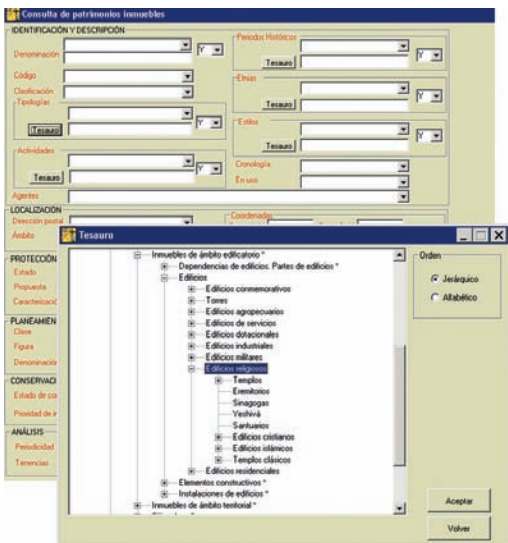 Consulta de patrimonios inmuebles
IDENTIFICACIÓN Y DESCRIPCIÓN
Denominación
Y
Código
Clasificación
Tipologías
Tesauro
Y
Actividades
Tesauro
Y
Agentes
Periodos Históricos
Tesauro
Y
Etnias
Tesauro
Y
Estilos
Tesauro
Y
Cronología
En uso
LOCALIZACIÓN
Dirección postal
Ámbito
Coordenadas
PROTECCIÓN
Estado
Propuesta
Caracterizació
PLANEAMIEN
Clase
Figura
Denominación
CONSERVACI
Estado de co
Prioridad de i
ANÁLISIS
Periodicidad
Tenencias
Tesauro
Inmuebles de ámbito edificatorio *
Dependencias de edificios. Partes de edificios *
Edificios
Edificios conmemorativos
Torres
Edificios agropecuarios
Edificios de servicios
Edificios dotacionales
Edificios industriales
Edificios militares
Edificios religiosos
Templos
Eremitorios
Sinagogas
Yeshivá
Santuarios
Edificios cristianos
Edificios islámicos
Templos clásicos
Edificios residenciales
Elementos constructivos *
Instalaciones de edificios *
Inmuebles de ámbito territorial *
Orden
Jerárquico
Alfabético
Aceptar
Volver